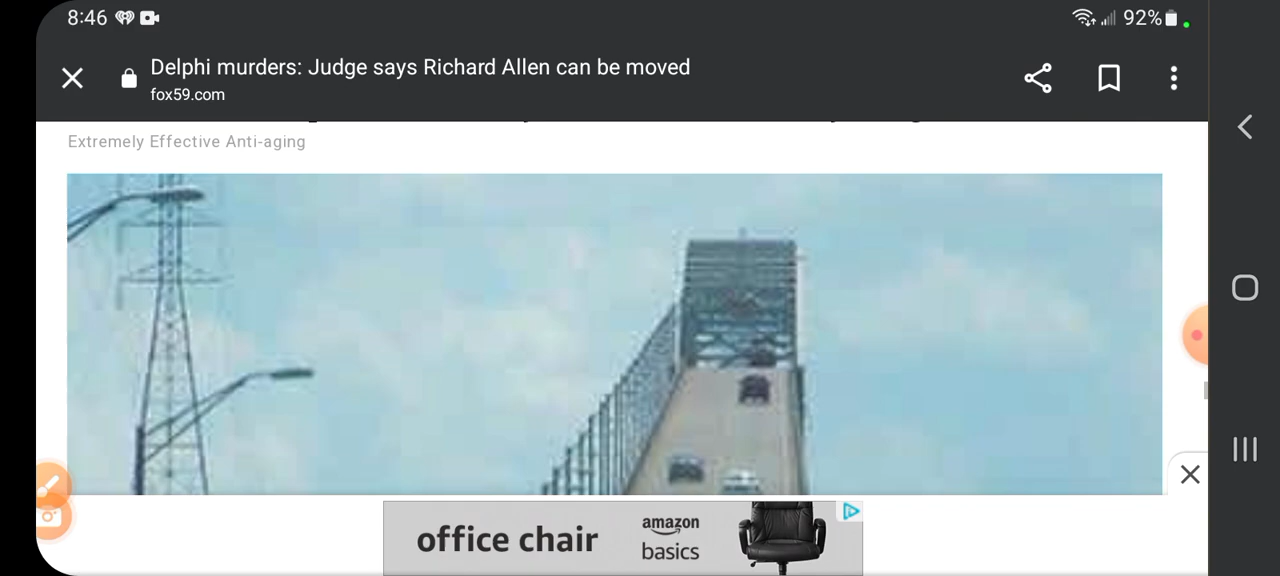 8:46
92%
Delphi murders: Judge says Richard Allen can be moved
fox59.com
Extremely Effective Anti-aging
office chair
amazon
basics